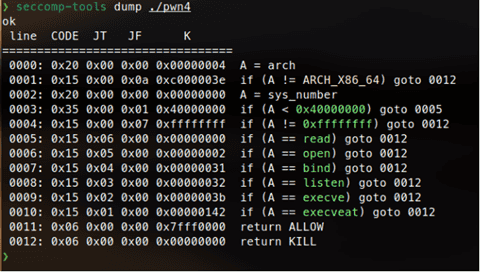 ❯ seccomp-tools dump ./pwn4
ok
 line  CODE  JT   JF      K
=================================
 0000: 0x20 0x00 0x00 0x00000004  A = arch
 0001: 0x15 0x00 0x0a 0xc000003e  if (A != ARCH_X86_64) goto 0012
 0002: 0x20 0x00 0x00 0x00000000  A = sys_number
 0003: 0x35 0x00 0x01 0x40000000  if (A < 0x40000000) goto 0005
 0004: 0x15 0x00 0x07 0xffffffff  if (A != 0xffffffff) goto 0012
 0005: 0x15 0x06 0x00 0x00000000  if (A == read) goto 0012
 0006: 0x15 0x05 0x00 0x00000002  if (A == open) goto 0012
 0007: 0x15 0x04 0x00 0x00000031  if (A == bind) goto 0012
 0008: 0x15 0x03 0x00 0x00000032  if (A == listen) goto 0012
 0009: 0x15 0x02 0x00 0x0000003b  if (A == execve) goto 0012
 0010: 0x15 0x01 0x00 0x00000142  if (A == execveat) goto 0012
 0011: 0x06 0x00 0x00 0x7fff0000  return ALLOW
 0012: 0x06 0x00 0x00 0x00000000  return KILL
❯